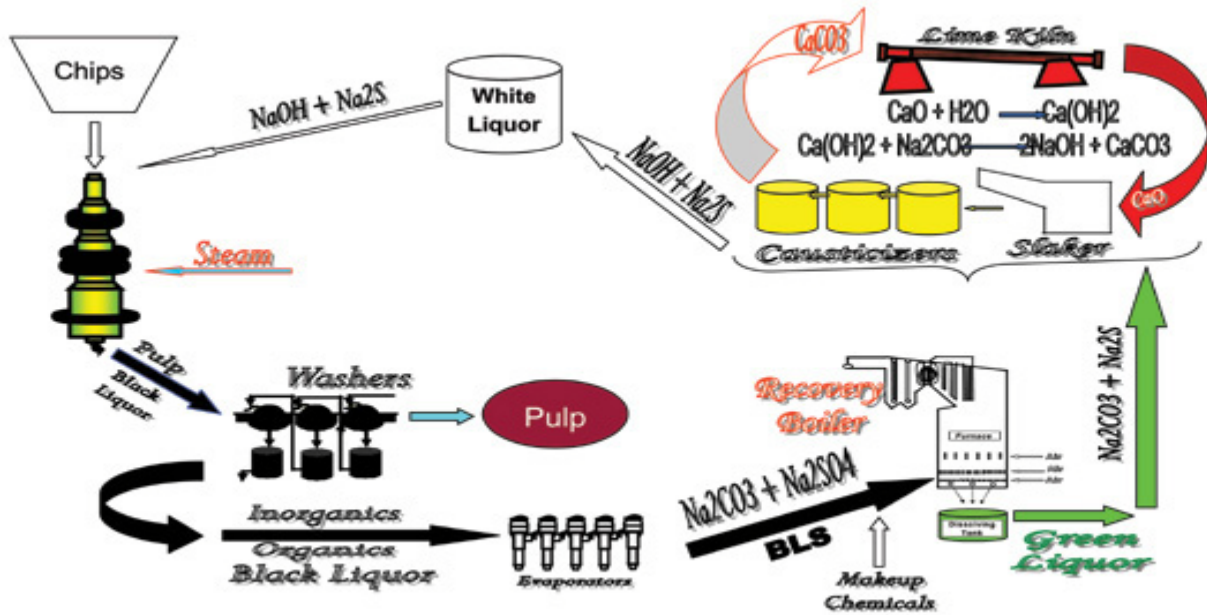 Chips
NaOH + Na2S
White
Liquor
CaCO3
Lime Kiln
CaO + H2O
Ca(OH)2
Ca(OH)2 + Na2CO3
2NaOH + CaCO3
CaO
NaOH + Na2S
Causticizers
Slaker
Steam
Pulp
Black
Liquor
Washers
Pulp
Recovery
Boiler
Furnace
Air
Air
Air
Na2CO3 + Na2S
Inorganics
Organics
Black Liquor
Evaporators
Na2CO3 + Na2SO4
BLS
Dissolving
Tank
Green
Liquor
Makeup
Chemicals